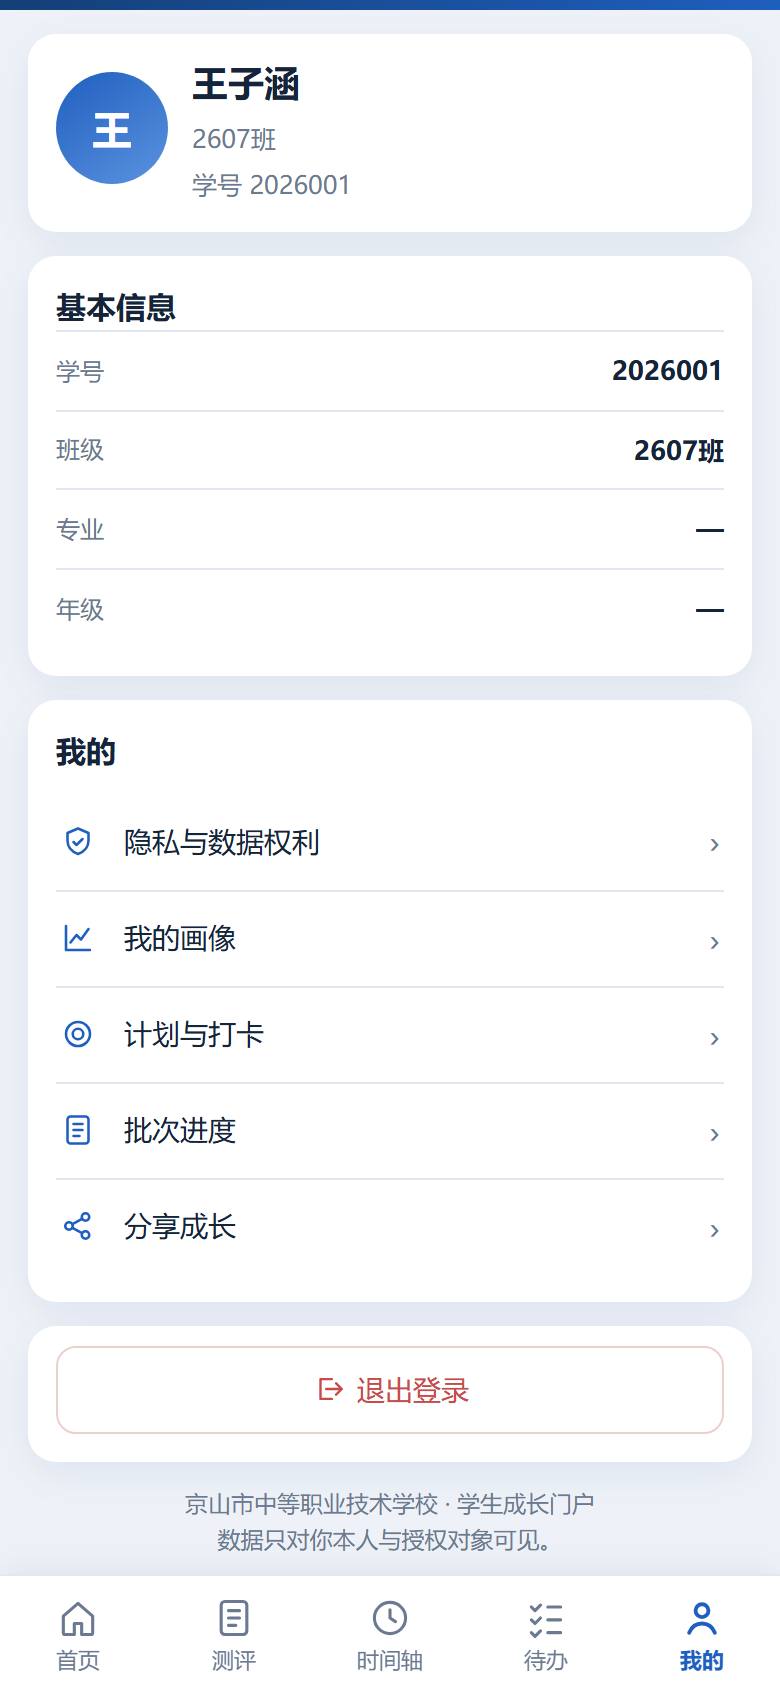 王
王子涵
2607班
学号 2026001
基本信息
学号 2026001
班级 2607班
专业 —
年级 —
我的
隐私与数据权利 ›
我的画像 ›
计划与打卡 ›
批次进度 ›
分享成长 ›
退出登录
京山市中等职业技术学校 · 学生成长门户
数据只对你本人与授权对象可见。
首页 测评 时间轴 待办 我的